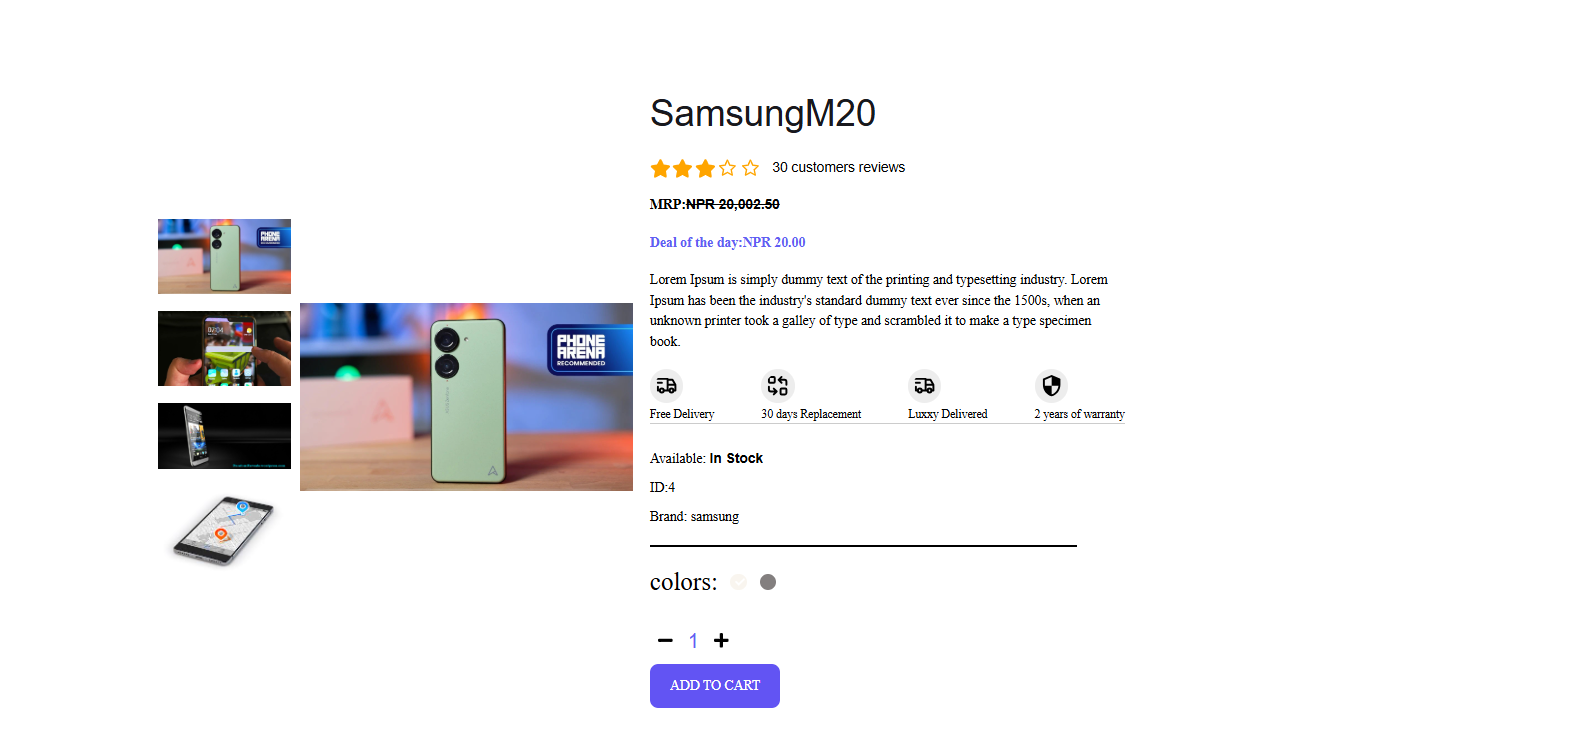 SamsungM20
30 customers reviews
MRP:NPR 20,002.50
Deal of the day:NPR 20.00
Lorem Ipsum is simply dummy text of the printing and typesetting industry. Lorem
Ipsum has been the industry's standard dummy text ever since the 1500s, when an
unknown printer took a galley of type and scrambled it to make a type specimen
book.
Free Delivery
30 days Replacement
Luxxy Delivered
2 years of warranty
Available: In Stock
ID:4
Brand: samsung
colors:
1
ADD TO CART
PHONE
ARENA
RECOMMENDED
PHONE
ARENA
RECOMMENDED
07:04